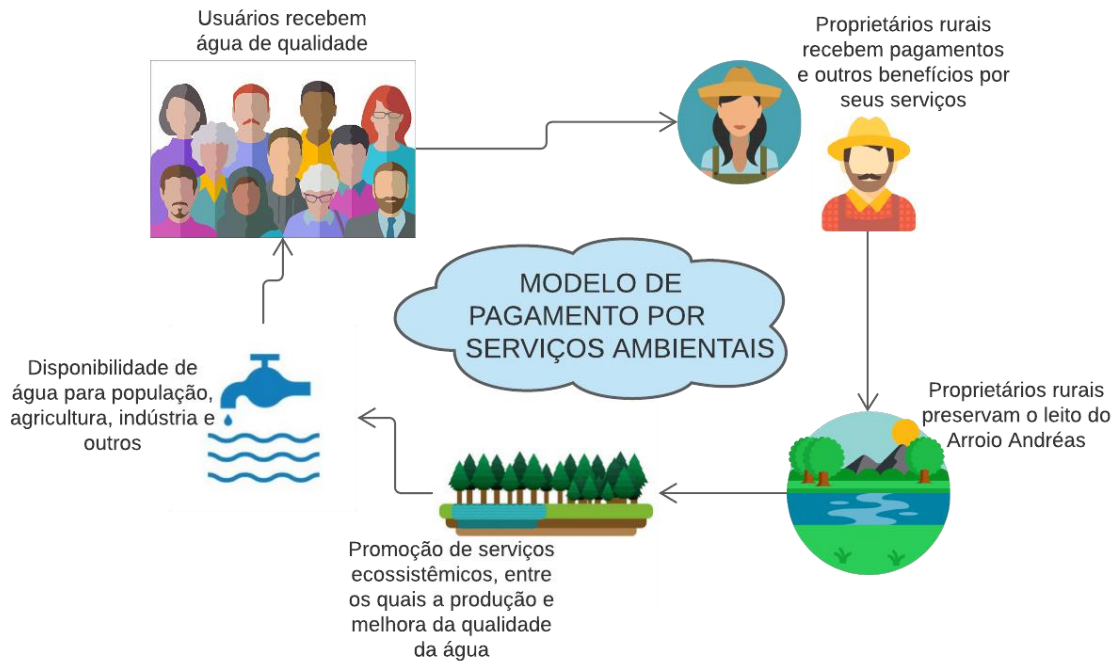 Usuários recebem
água de qualidade
Proprietários rurais
recebem pagamentos
e outros benefícios por
seus serviços
MODELO DE
PAGAMENTO POR
SERVIÇOS AMBIENTAIS
Proprietários rurais
preservam o leito do
Arroio Andréas
Promoção de serviços
ecossistêmicos, entre
os quais a produção e
melhora da qualidade
da água
Disponibilidade de
água para população,
agricultura, indústria e
outros